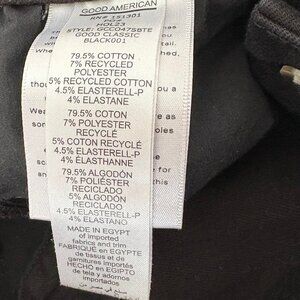 GOOD AMERICAN
RN# 151301
HOL23
GOOD CLASSIC
BLACK001
79.5% COTTON
7% RECYCLED
POLYESTER
5% RECYCLED COTTON
4.5% ELASTERELL-P
4% ELASTANE
79.5% COTON
7% POLYESTER
RECYCLÉ
5% COTON RECYCLÉ
4.5% ELASTERELL-P
4% ÉLASTHANNE
79.5% ALGODÓN
7% POLIÉSTER
RECICLADO
5% ALGODÓN
RECICLADO
4.5% ELASTERELL-P
4% ELASTANO
MADE IN EGYPT
of imported
fabrics and trim
FABRIQUÉ en EGYPTE
de tissus et de
garnitures importés
HECHO en EGIPTO
de tela y adornos
importados